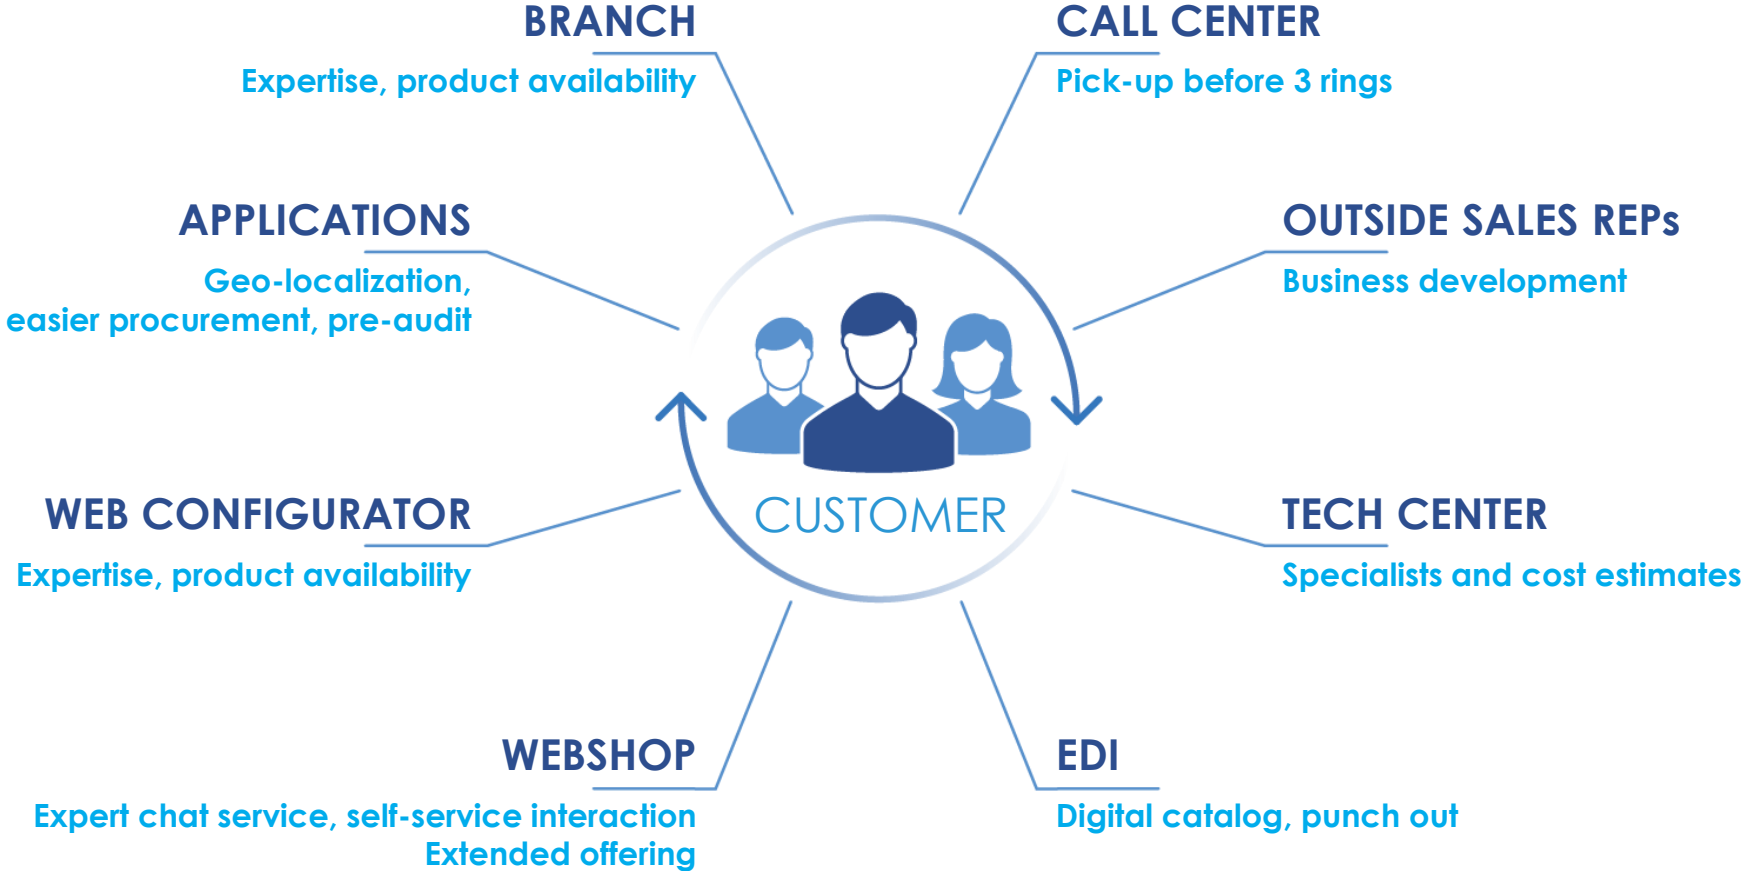 BRANCH
Expertise, product availability
CALL CENTER
Pick-up before 3 rings
APPLICATIONS
Geo-localization,
easier procurement, pre-audit
OUTSIDE SALES REPs
Business development
CUSTOMER
WEB CONFIGURATOR
Expertise, product availability
TECH CENTER
Specialists and cost estimates
WEBSHOP
Expert chat service, self-service interaction
Extended offering
EDI
Digital catalog, punch out